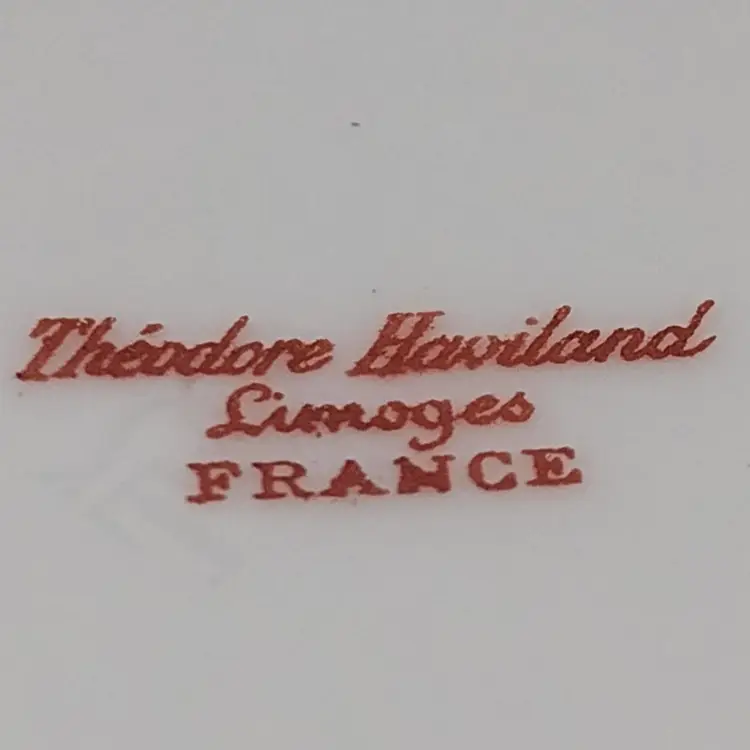 Théodore Haviland
Limoges
FRANCE